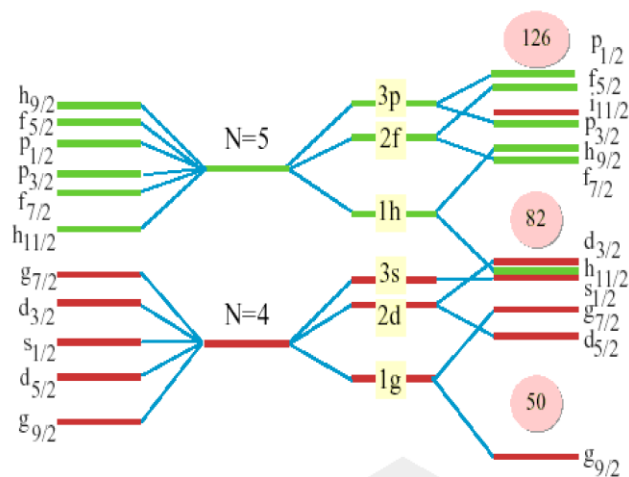 h9/2
f5/2
p1/2
p3/2
f7/2
h11/2
g7/2
d3/2
s1/2
d5/2
g9/2
N=5
N=4
3p
2f
1h
3s
2d
1g
126
82
50
p1/2
f5/2
i11/2
p3/2
h9/2
f7/2
d3/2
h11/2
s1/2
g7/2
d5/2
g9/2